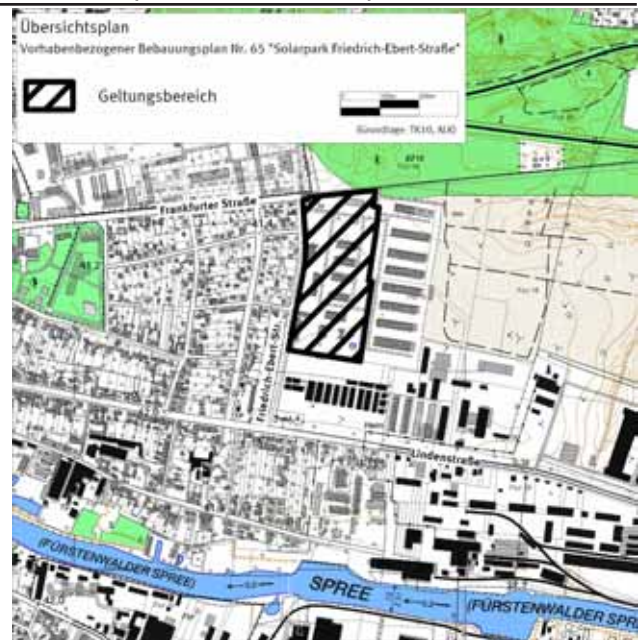 Übersichtsplan
Vorhabenbezogener Bebauungsplan Nr. 65 "Solarpark Friedrich-Ebert-Straße"
Geltungsbereich
Frankfurter Straße
Friedrich-Ebert-Str.
Lindenstraße
(FÜRSTENWALDER SPREE)
SPREE
(FÜRSTENWALDER SPR